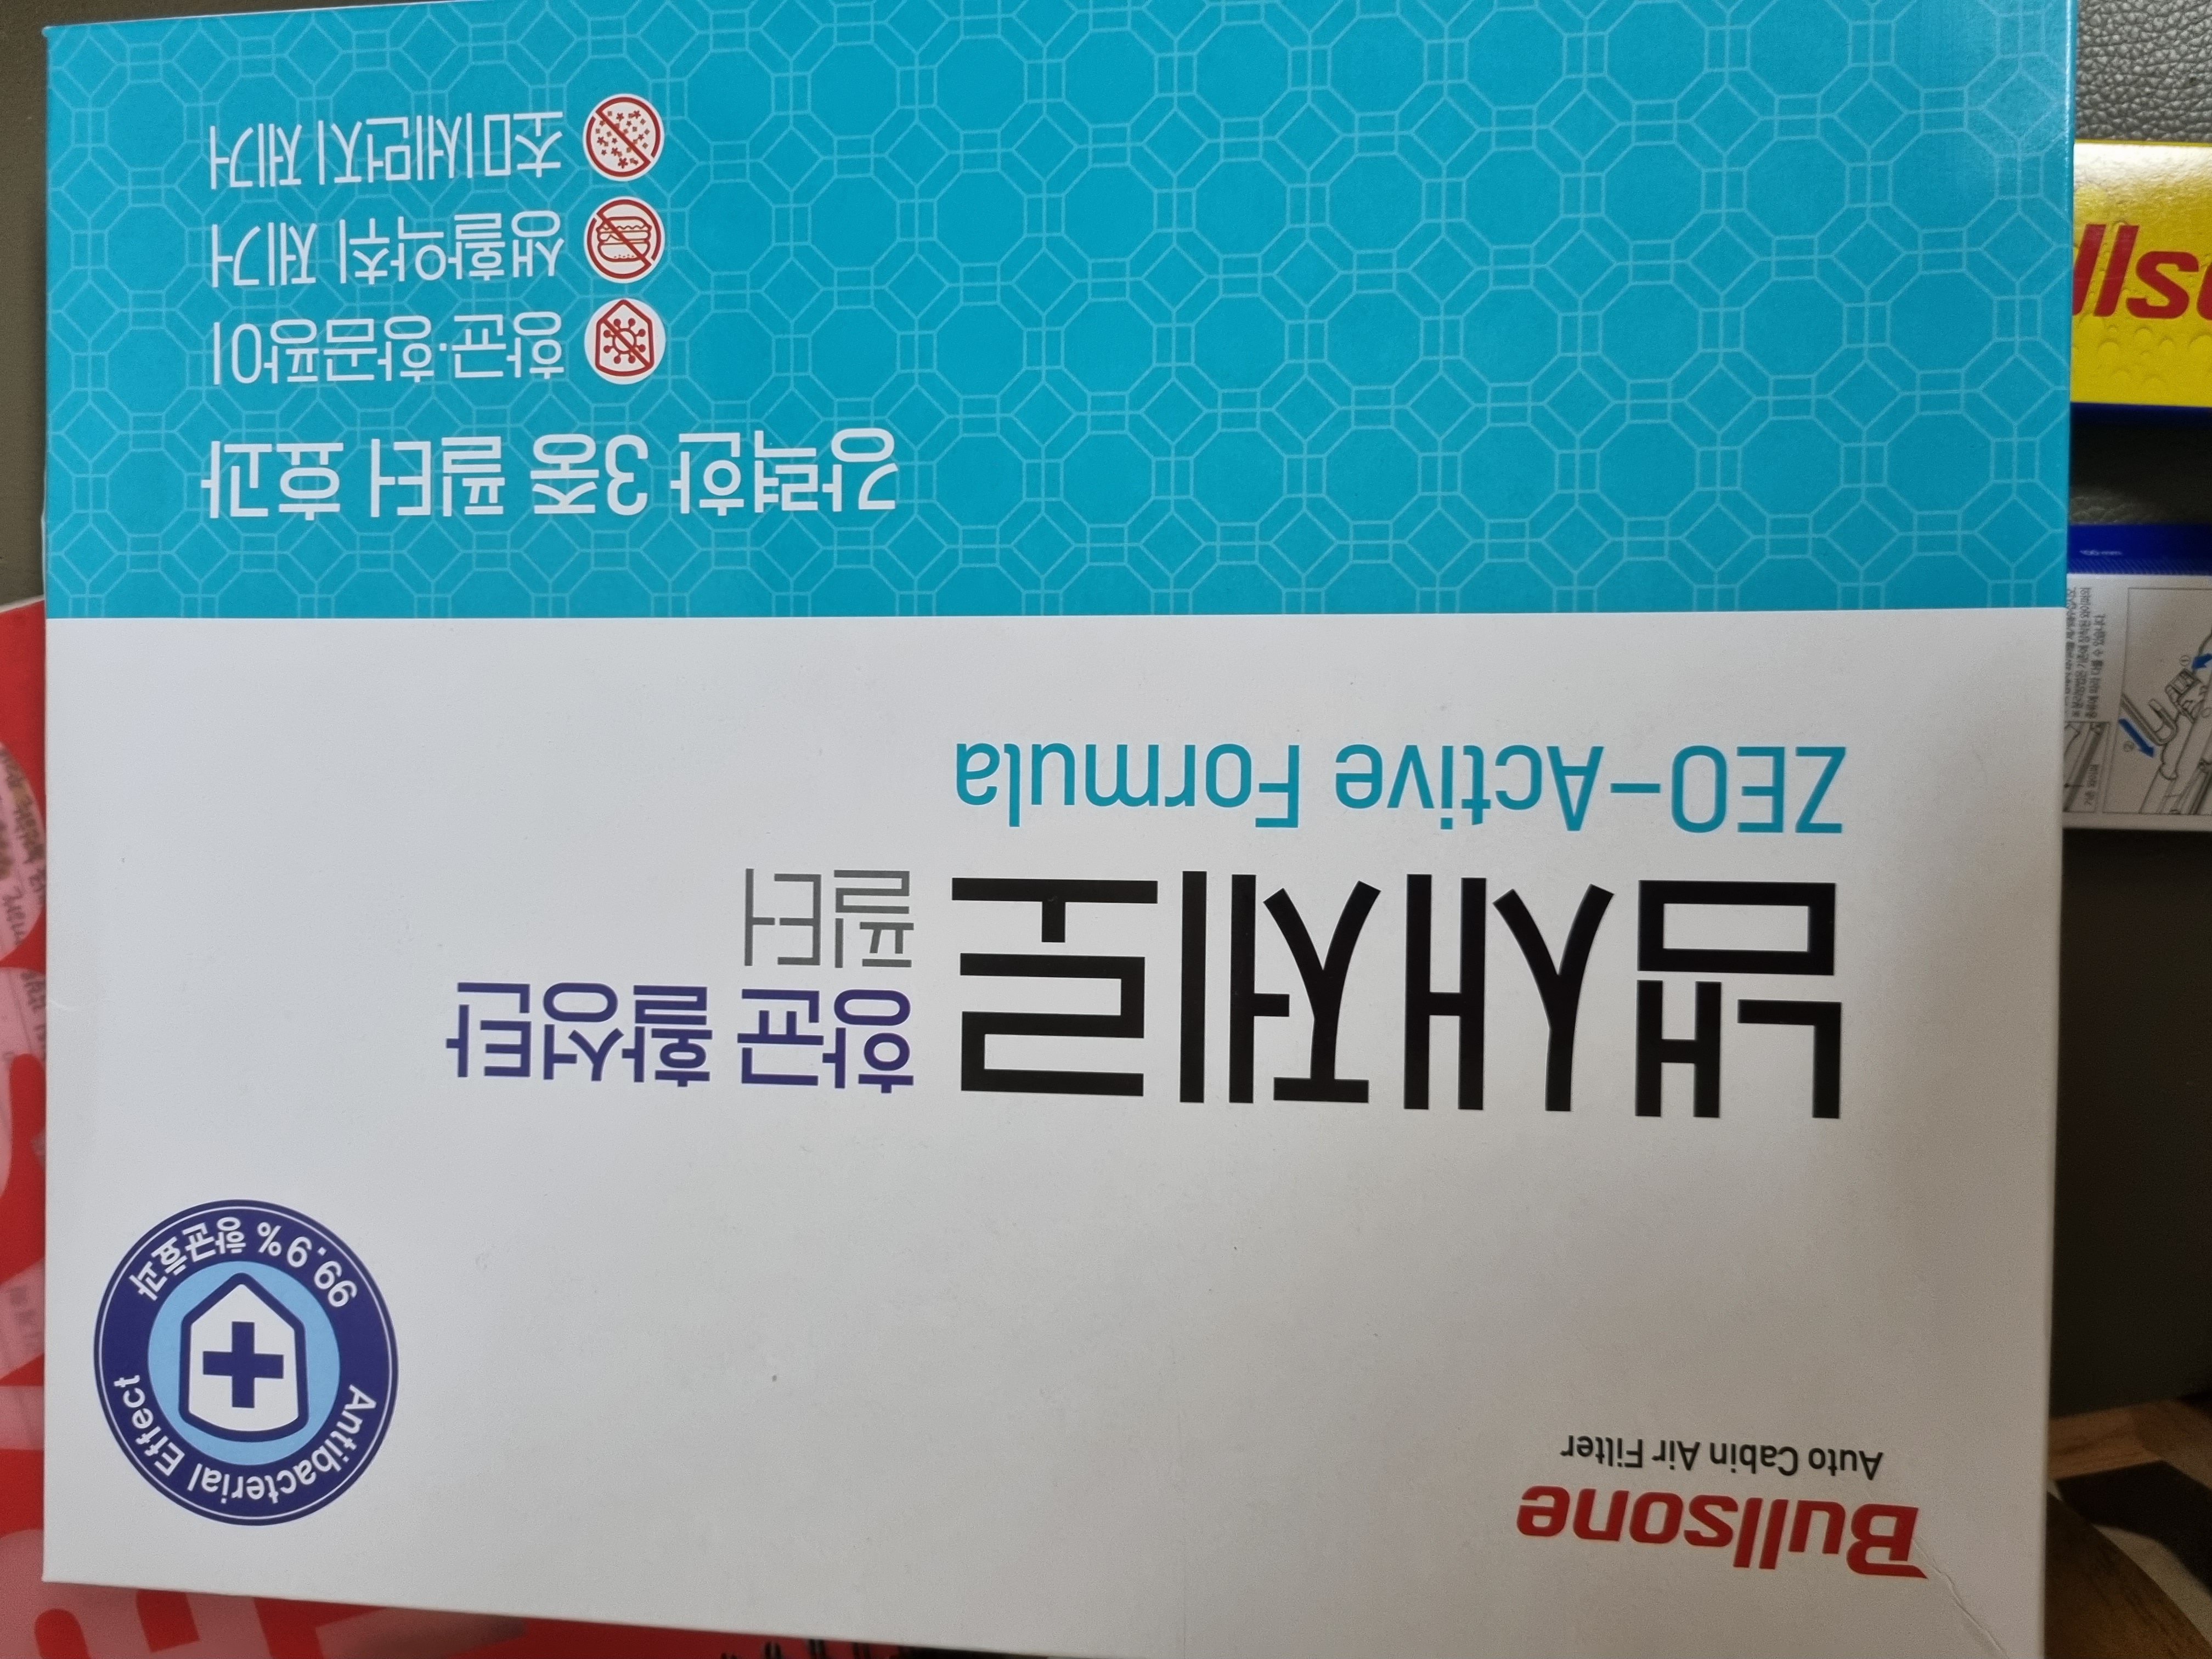 Bullsone
Auto Cabin Air Filter
Antibacterial Effect
99.9% 항균효과
냄새제로
항균 활성탄
필터
ZEO-Active Formula
강력한 3중 필터 효과
항균·항곰팡이
생활악취 제거
초미세먼지 제거